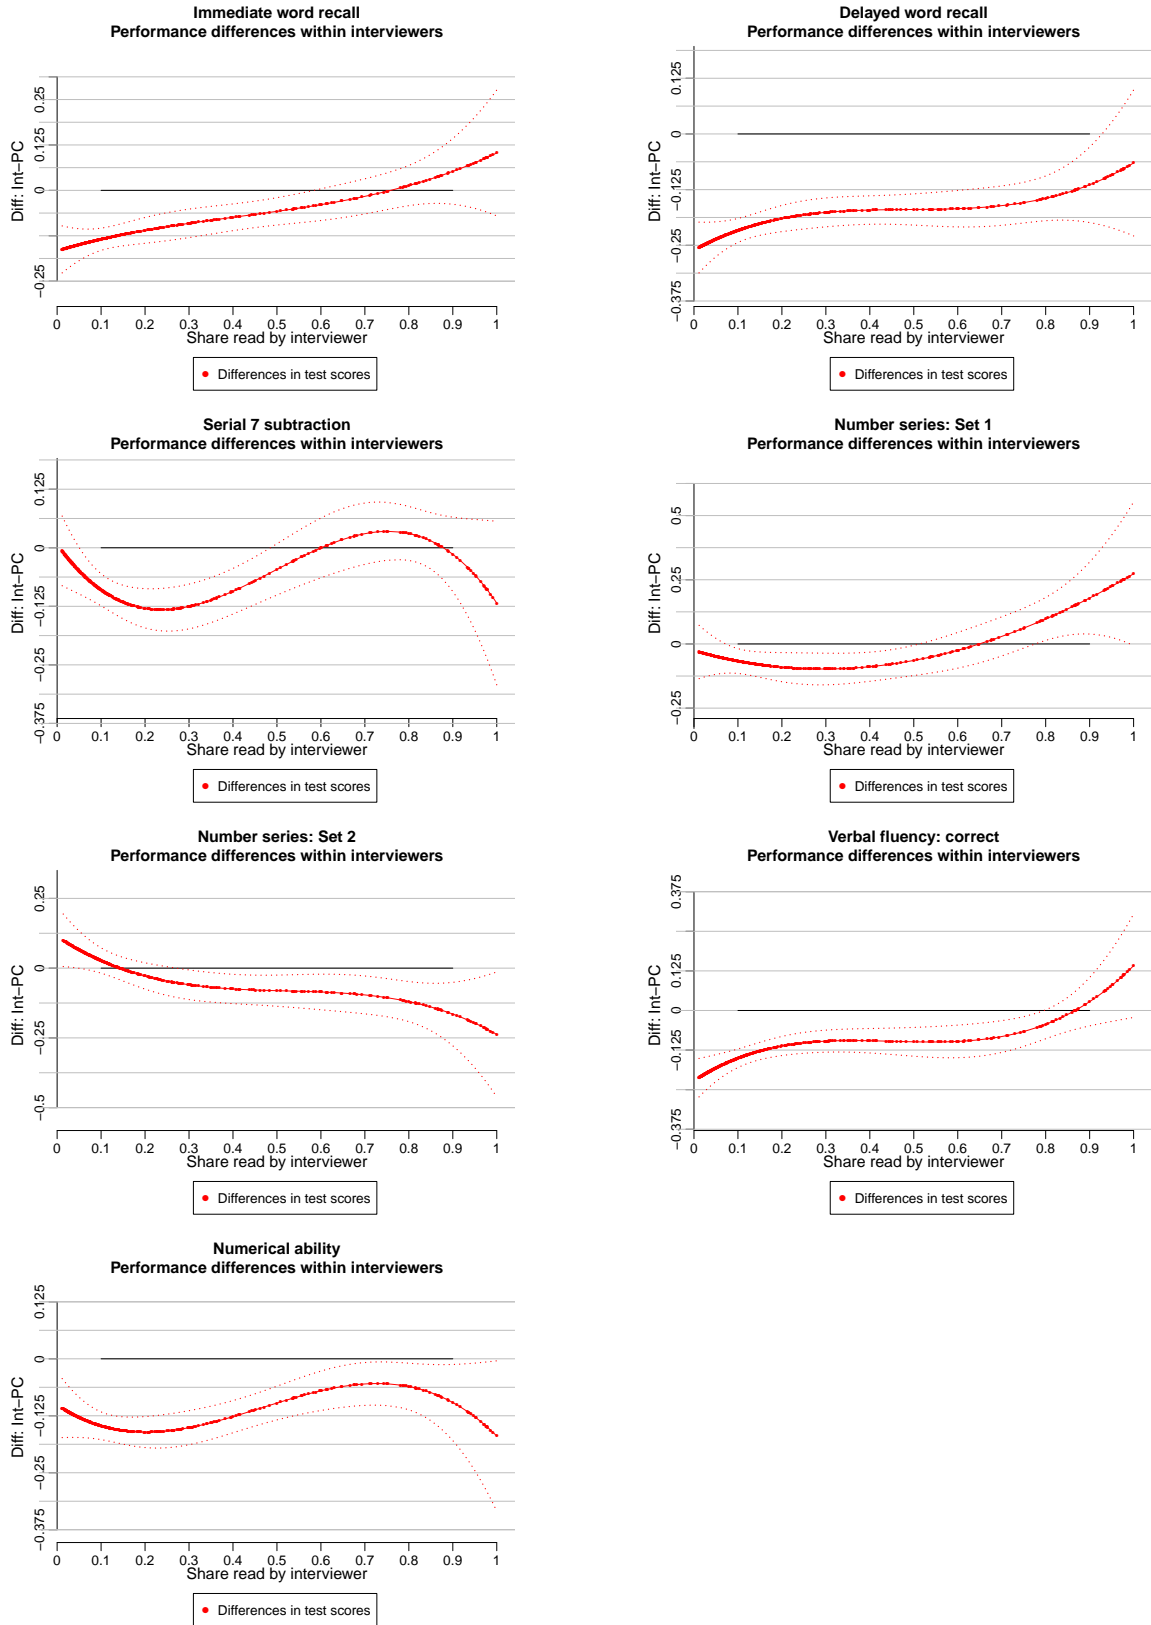 Immediate word recall
Performance differences within interviewers
Diff: Int−PC
0.25
0.125
0
−0.25
0 0.1 0.2 0.3 0.4 0.5 0.6 0.7 0.8 0.9 1
Share read by interviewer
Differences in test scores
Delayed word recall
Performance differences within interviewers
Diff: Int−PC
0.125
0
−0.125
−0.25
−0.375
0 0.1 0.2 0.3 0.4 0.5 0.6 0.7 0.8 0.9 1
Share read by interviewer
Differences in test scores
Serial 7 subtraction
Performance differences within interviewers
Diff: Int−PC
0.125
0
−0.125
−0.25
−0.375
0 0.1 0.2 0.3 0.4 0.5 0.6 0.7 0.8 0.9 1
Share read by interviewer
Differences in test scores
Number series: Set 1
Performance differences within interviewers
Diff: Int−PC
0.5
0.25
0
−0.25
0 0.1 0.2 0.3 0.4 0.5 0.6 0.7 0.8 0.9 1
Share read by interviewer
Differences in test scores
Number series: Set 2
Performance differences within interviewers
Diff: Int−PC
0.25
0
−0.25
−0.5
0 0.1 0.2 0.3 0.4 0.5 0.6 0.7 0.8 0.9 1
Share read by interviewer
Differences in test scores
Verbal fluency: correct
Performance differences within interviewers
Diff: Int−PC
0.375
0.125
0
−0.125
−0.375
0 0.1 0.2 0.3 0.4 0.5 0.6 0.7 0.8 0.9 1
Share read by interviewer
Differences in test scores
Numerical ability
Performance differences within interviewers
Diff: Int−PC
0.125
0
−0.125
−0.25
−0.375
0 0.1 0.2 0.3 0.4 0.5 0.6 0.7 0.8 0.9 1
Share read by interviewer
Differences in test scores